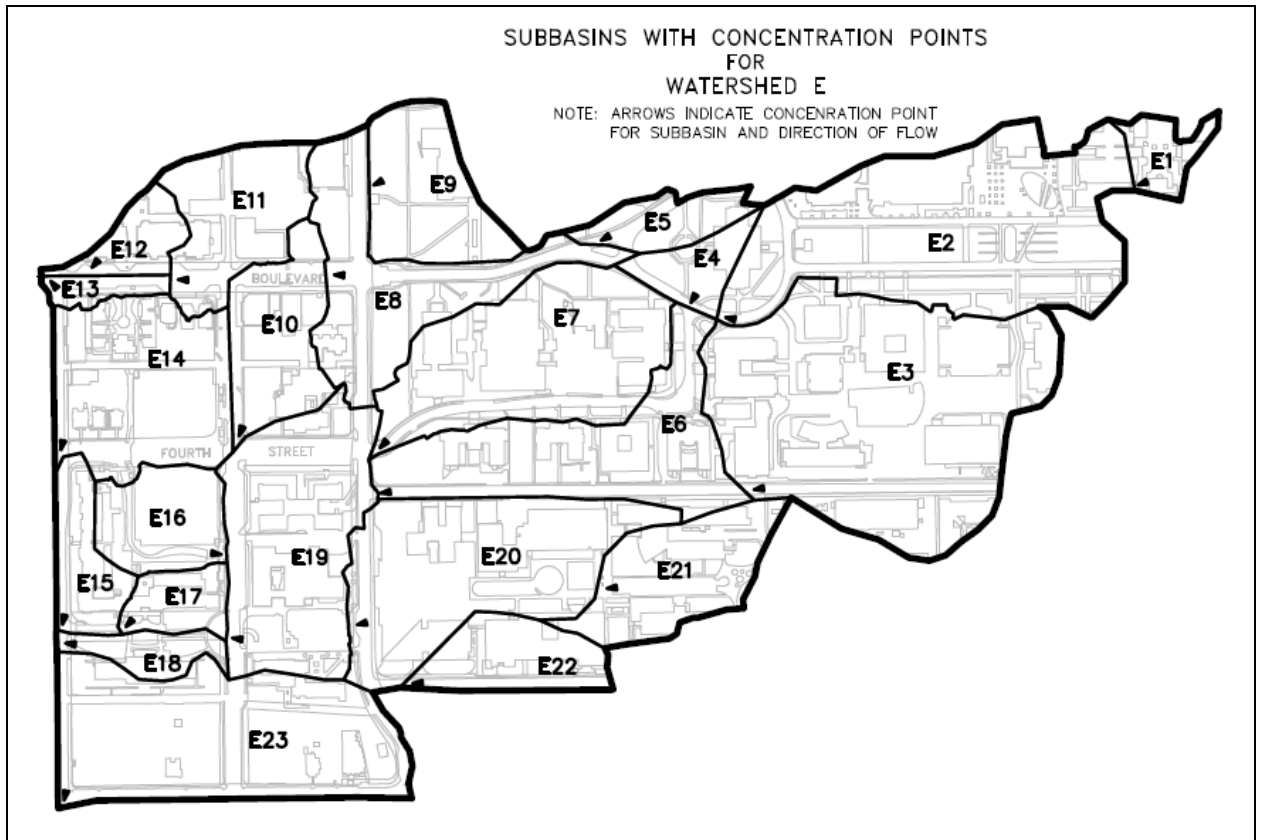 SUBBASINS WITH CONCENTRATION POINTS
FOR
WATERSHED E
NOTE: ARROWS INDICATE CONCENRATION POINT
FOR SUBBASIN AND DIRECTION OF FLOW
E1
E9
E11
E5
E12
E2
E4
BOULEVARD
E13
E8
E10
E7
E14
E3
E6
FOURTH STREET
E16
E19
E20
E21
E15
E17
E18
E22
E23